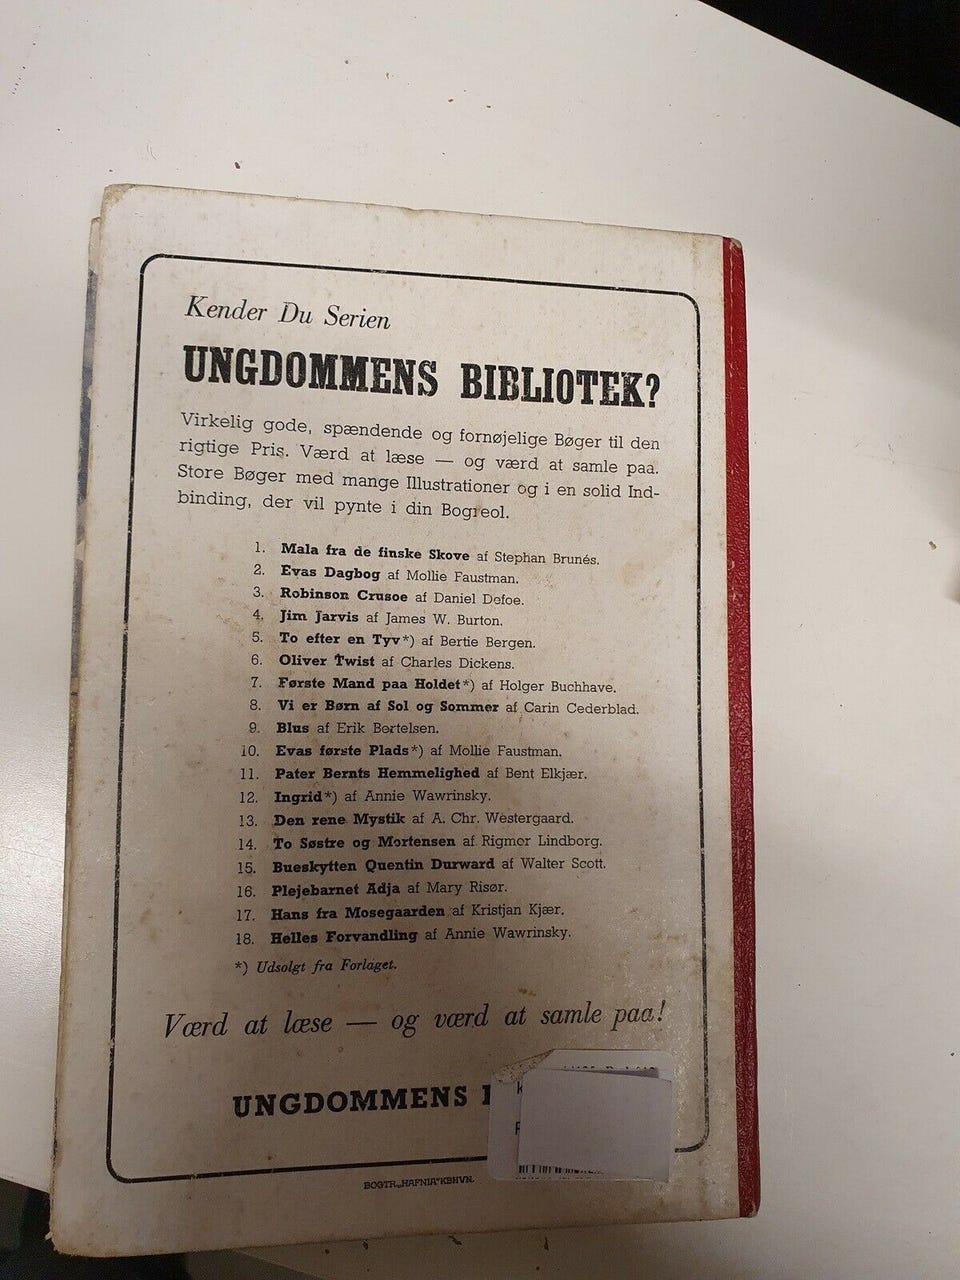 Kender Du Serien
UNGDOMMENS BIBLIOTEK?
Virkelig gode, spændende og fornøjelige Bøger til den
rigtige Pris. Værd at læse — og værd at samle paa.
Store Bøger med mange Illustrationer og i en solid Ind-
binding, der vil pynte i din Bogreol.
1. Mala fra de finske Skove af Stephan Brunés.
2. Evas Dagbog af Mollie Faustman.
3. Robinson Crusoe af Daniel Defoe.
4. Jim Jarvis af James W. Burton.
5. To efter en Tyv*) af Bertie Bergen.
6. Oliver Twist af Charles Dickens.
7. Første Mand paa Holdet*) af Holger Buchhave.
8. Vi er Børn af Sol og Sommer af Carin Cederblad.
9. Blus af Erik Bertelsen.
10. Evas første Plads*) af Mollie Faustman.
11. Pater Bernts Hemmelighed af Bent Elkjær.
12. Ingrid*) af Annie Wawrinsky.
13. Den rene Mystik af A. Chr. Westergaard.
14. To Søstre og Mortensen af Rigmor Lindborg.
15. Bueskytten Quentin Durward af Walter Scott.
16. Plejebarnet Adja af Mary Risør.
17. Hans fra Mosegaarden af Kristjan Kjær.
18. Helles Forvandling af Annie Wawrinsky.
*) Udsolgt fra Forlaget.
Værd at læse — og værd at samle paa!
UNGDOMMENS
BOGTR. „HAFNIA" KBHVN.